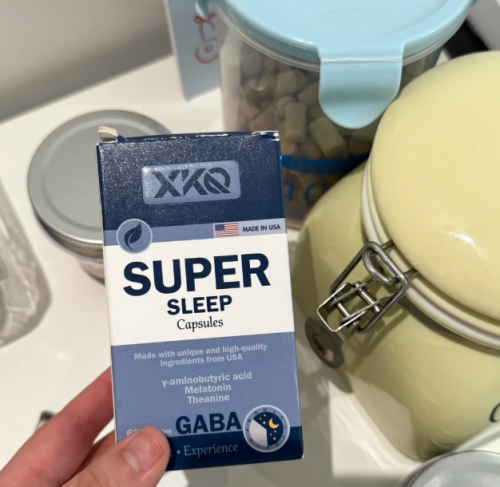 XKQ
MADE IN USA
SUPER
SLEEP
Capsules
Made with unique and high-quality
ingredients from USA
γ-aminobutyric acid
Melatonin
Theanine
GABA
• Experience